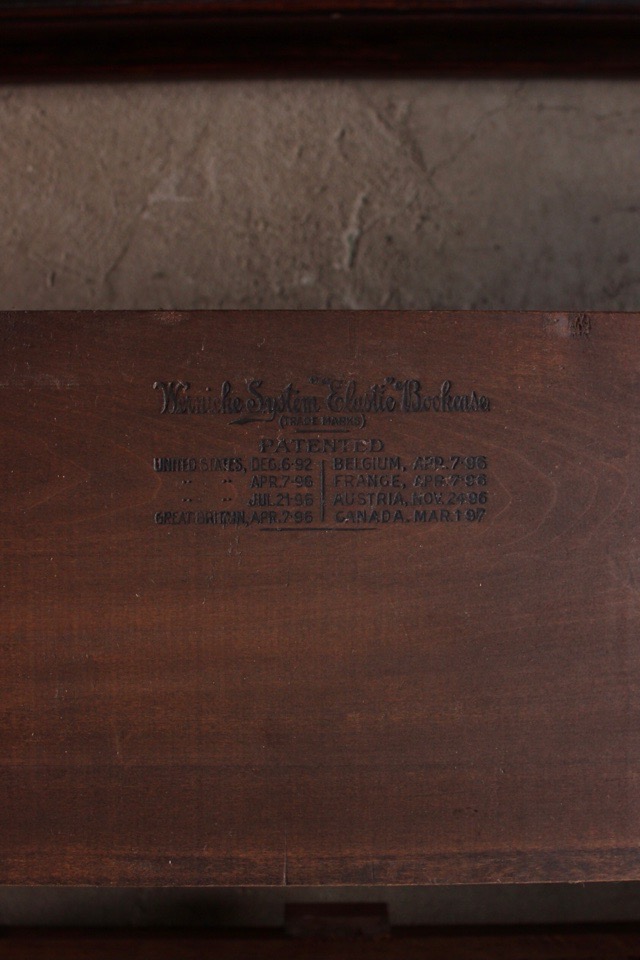 Wernicke System "Elastic" Bookcase
(TRADE MARKS)
PATENTED
UNITED STATES, DEC. 6-92 | BELGIUM, APR. 7-96
" " APR. 7-96 | FRANCE, APR. 7-96
" " JUL. 21-96 | AUSTRIA, NOV. 24-96
GREAT BRITAIN, APR. 7-96 | CANADA. MAR. 1-97